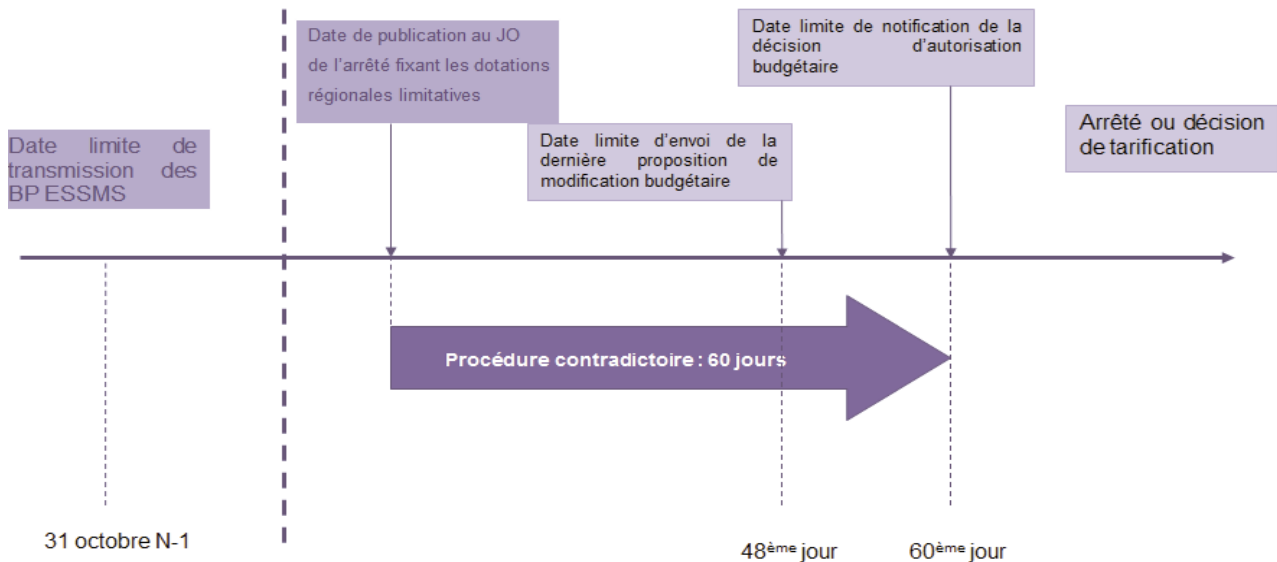 Date limite de
transmission des
BP ESSMS
Date de publication au JO
de l'arrêté fixant les dotations
régionales limitatives
Date limite d'envoi de la
dernière proposition de
modification budgétaire
Date limite de notification de la
décision d'autorisation
budgétaire
Arrêté ou décision
de tarification
Procédure contradictoire : 60 jours
31 octobre N-1
48ème jour
60ème jour